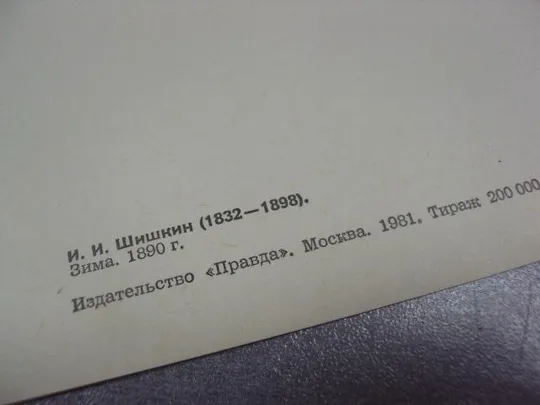 И. И. Шишкин (1832—1898).
Зима. 1890 г.
Издательство «Правда». Москва. 1981. Тираж 200 000